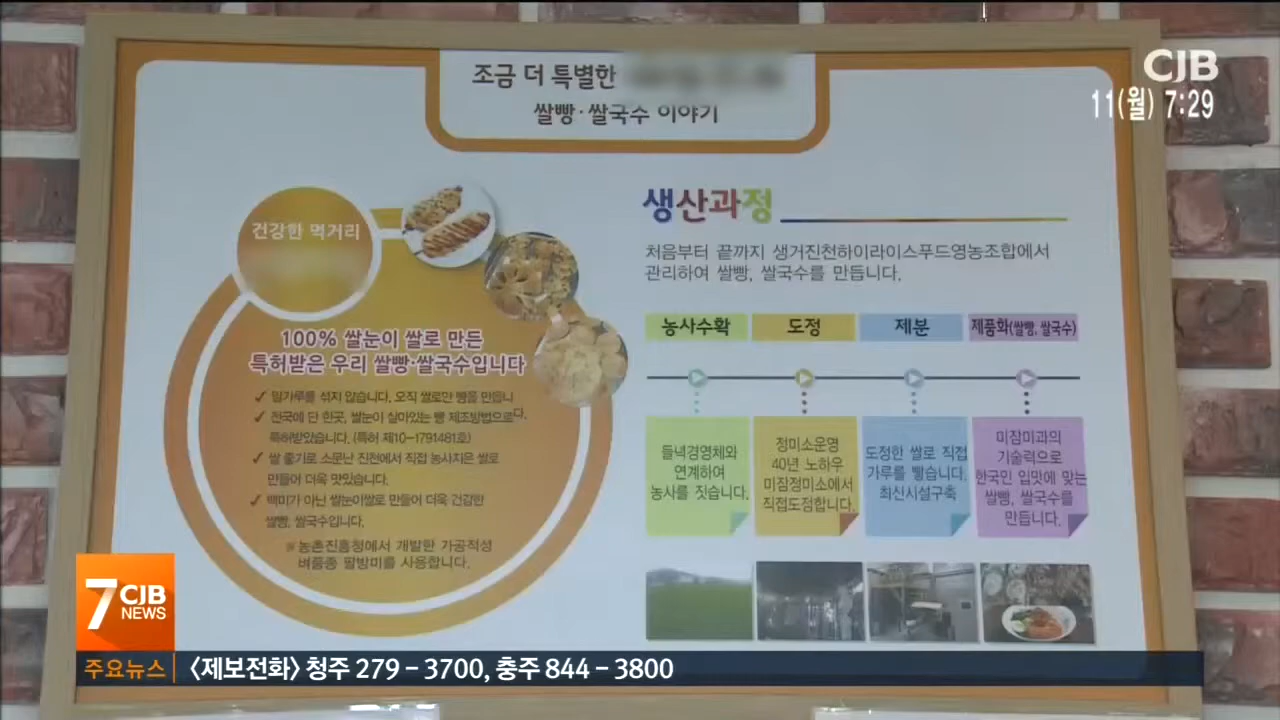 조금 더 특별한
쌀빵·쌀국수 이야기
CJB
11(월) 7:29
건강한 먹거리
100% 쌀눈이 쌀로 만든
특허받은 우리 쌀빵·쌀국수입니다
✓ 밀가루를 섞지 않습니다. 오직 쌀로만 빵을 만듭니다.
✓ 전국에 단 한곳, 쌀눈이 살아있는 빵 제조방법으로
특허받았습니다. (특허 제10-1791481호)
✓ 쌀 좋기로 소문난 진천에서 직접 농사지은 쌀로
만들어 더욱 맛있습니다.
✓ 백미가 아닌 쌀눈이쌀로 만들어 더욱 건강한
쌀빵, 쌀국수입니다.
※농촌진흥청에서 개발한 가공적성
벼품종 팔방미를 사용합니다.
생산과정
처음부터 끝까지 생거진천하이라이스푸드영농조합에서
관리하여 쌀빵, 쌀국수를 만듭니다.
농사수확
도정
제분
제품화(쌀빵, 쌀국수)
들녘경영체와
연계하여
농사를 짓습니다.
정미소운영
40년 노하우
미잠정미소에서
직접도정합니다.
도정한 쌀로 직접
가루를 빻습니다.
최신시설구축
미잠미과의
기술력으로
한국인 입맛에 맞는
쌀빵, 쌀국수를
만듭니다.
7 CJB
NEWS
주요뉴스 〈제보전화〉 청주 279 - 3700, 충주 844 - 3800